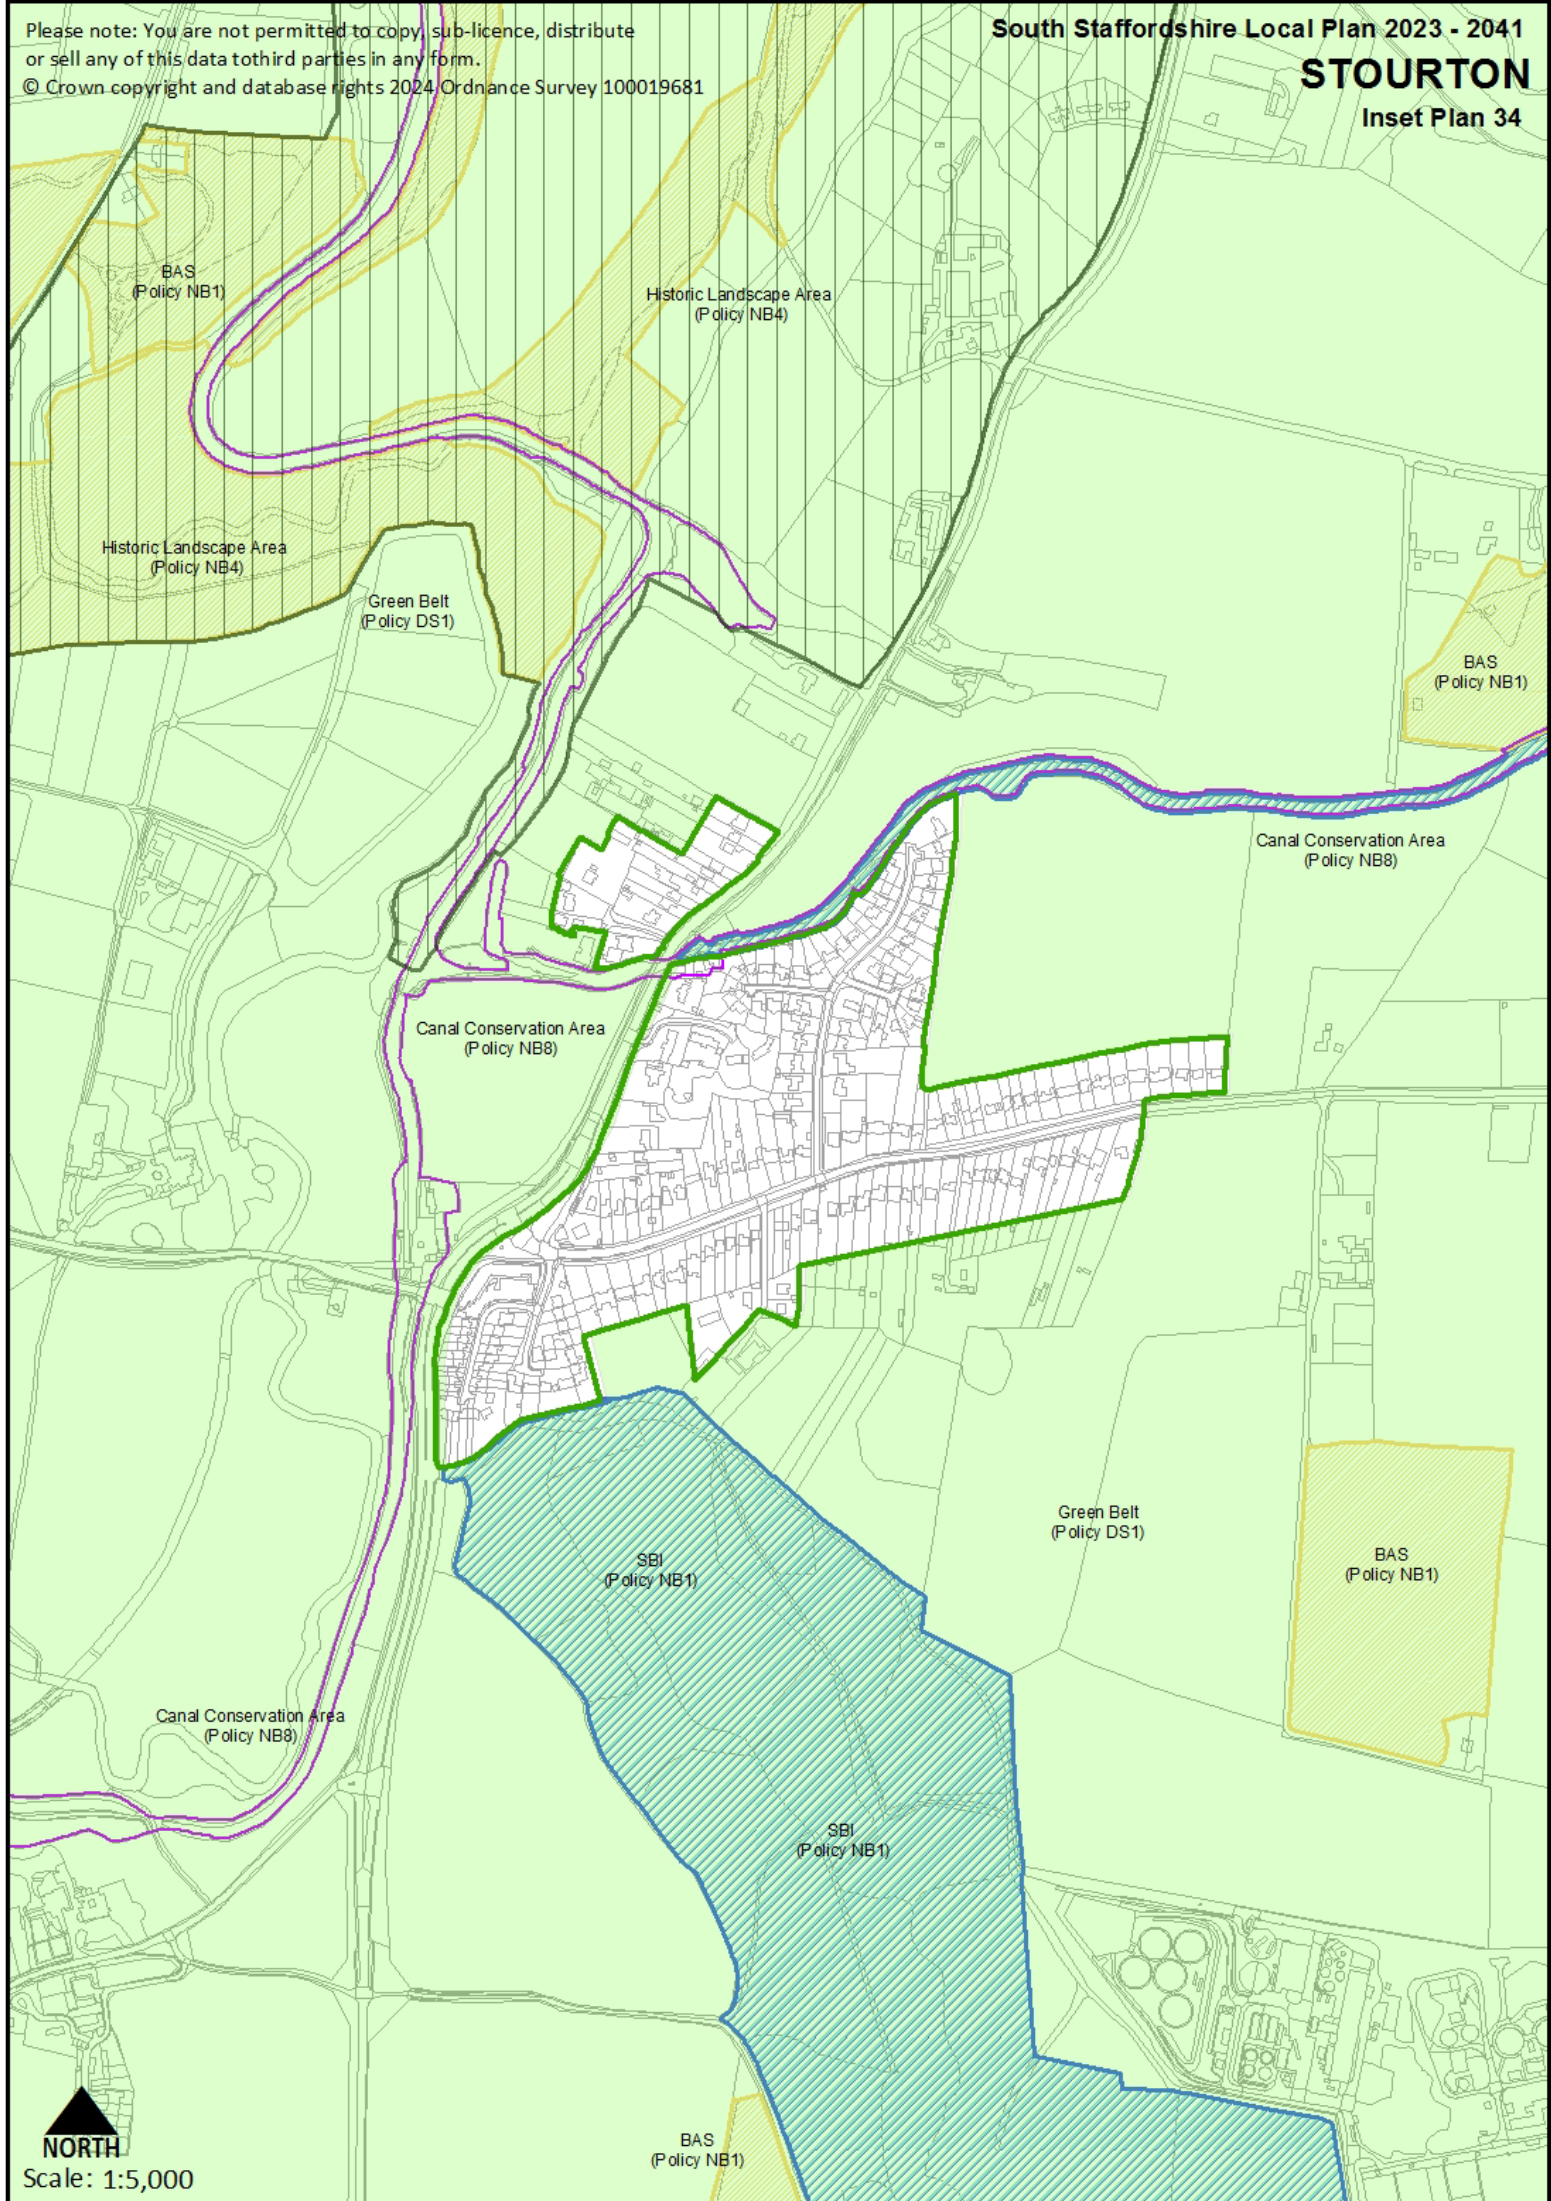 Please note: You are not permitted to copy, sub-licence, distribute
or sell any of this data tothird parties in any form.
© Crown copyright and database rights 2024 Ordnance Survey 100019681
South Staffordshire Local Plan 2023 - 2041
STOURTON
Inset Plan 34
BAS
(Policy NB1)
Historic Landscape Area
(Policy NB4)
Historic Landscape Area
(Policy NB4)
Green Belt
(Policy DS1)
BAS
(Policy NB1)
Canal Conservation Area
(Policy NB8)
Canal Conservation Area
(Policy NB8)
Green Belt
(Policy DS1)
SBI
(Policy NB1)
BAS
(Policy NB1)
Canal Conservation Area
(Policy NB8)
SBI
(Policy NB1)
BAS
(Policy NB1)
NORTH
Scale: 1:5,000